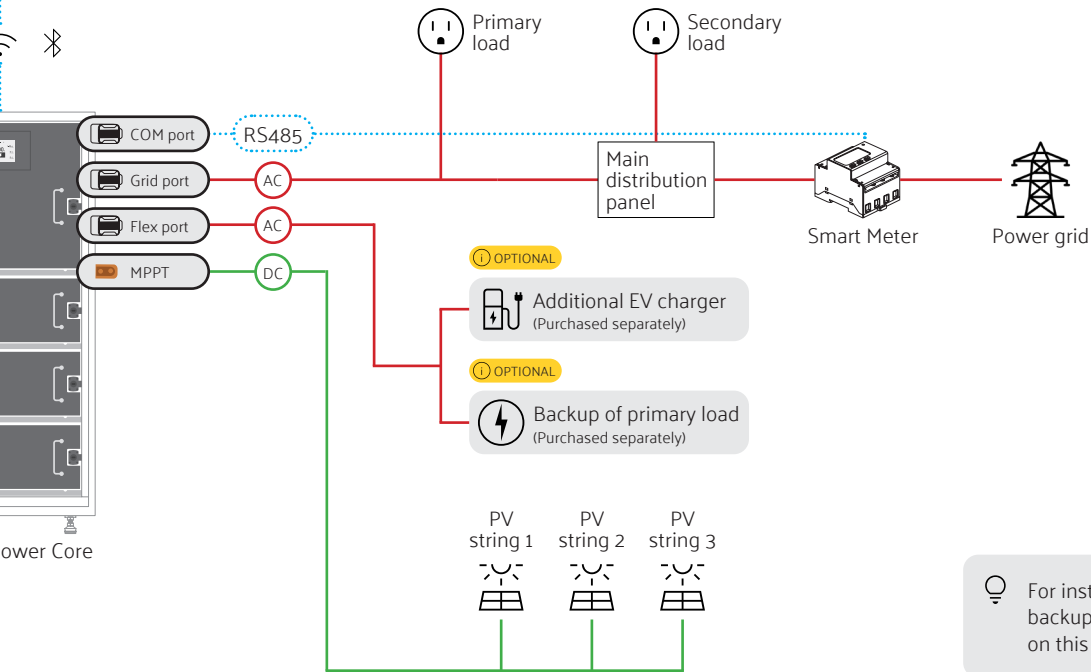 Primary
load
Secondary
load
COM port
RS485
Grid port
AC
Main
distribution
panel
Flex port
AC
Smart Meter
Power grid
MPPT
DC
i OPTIONAL
Additional EV charger
(Purchased separately)
i OPTIONAL
Backup of primary load
(Purchased separately)
PV
string 1
PV
string 2
PV
string 3
ower Core
For inst
backup
on this